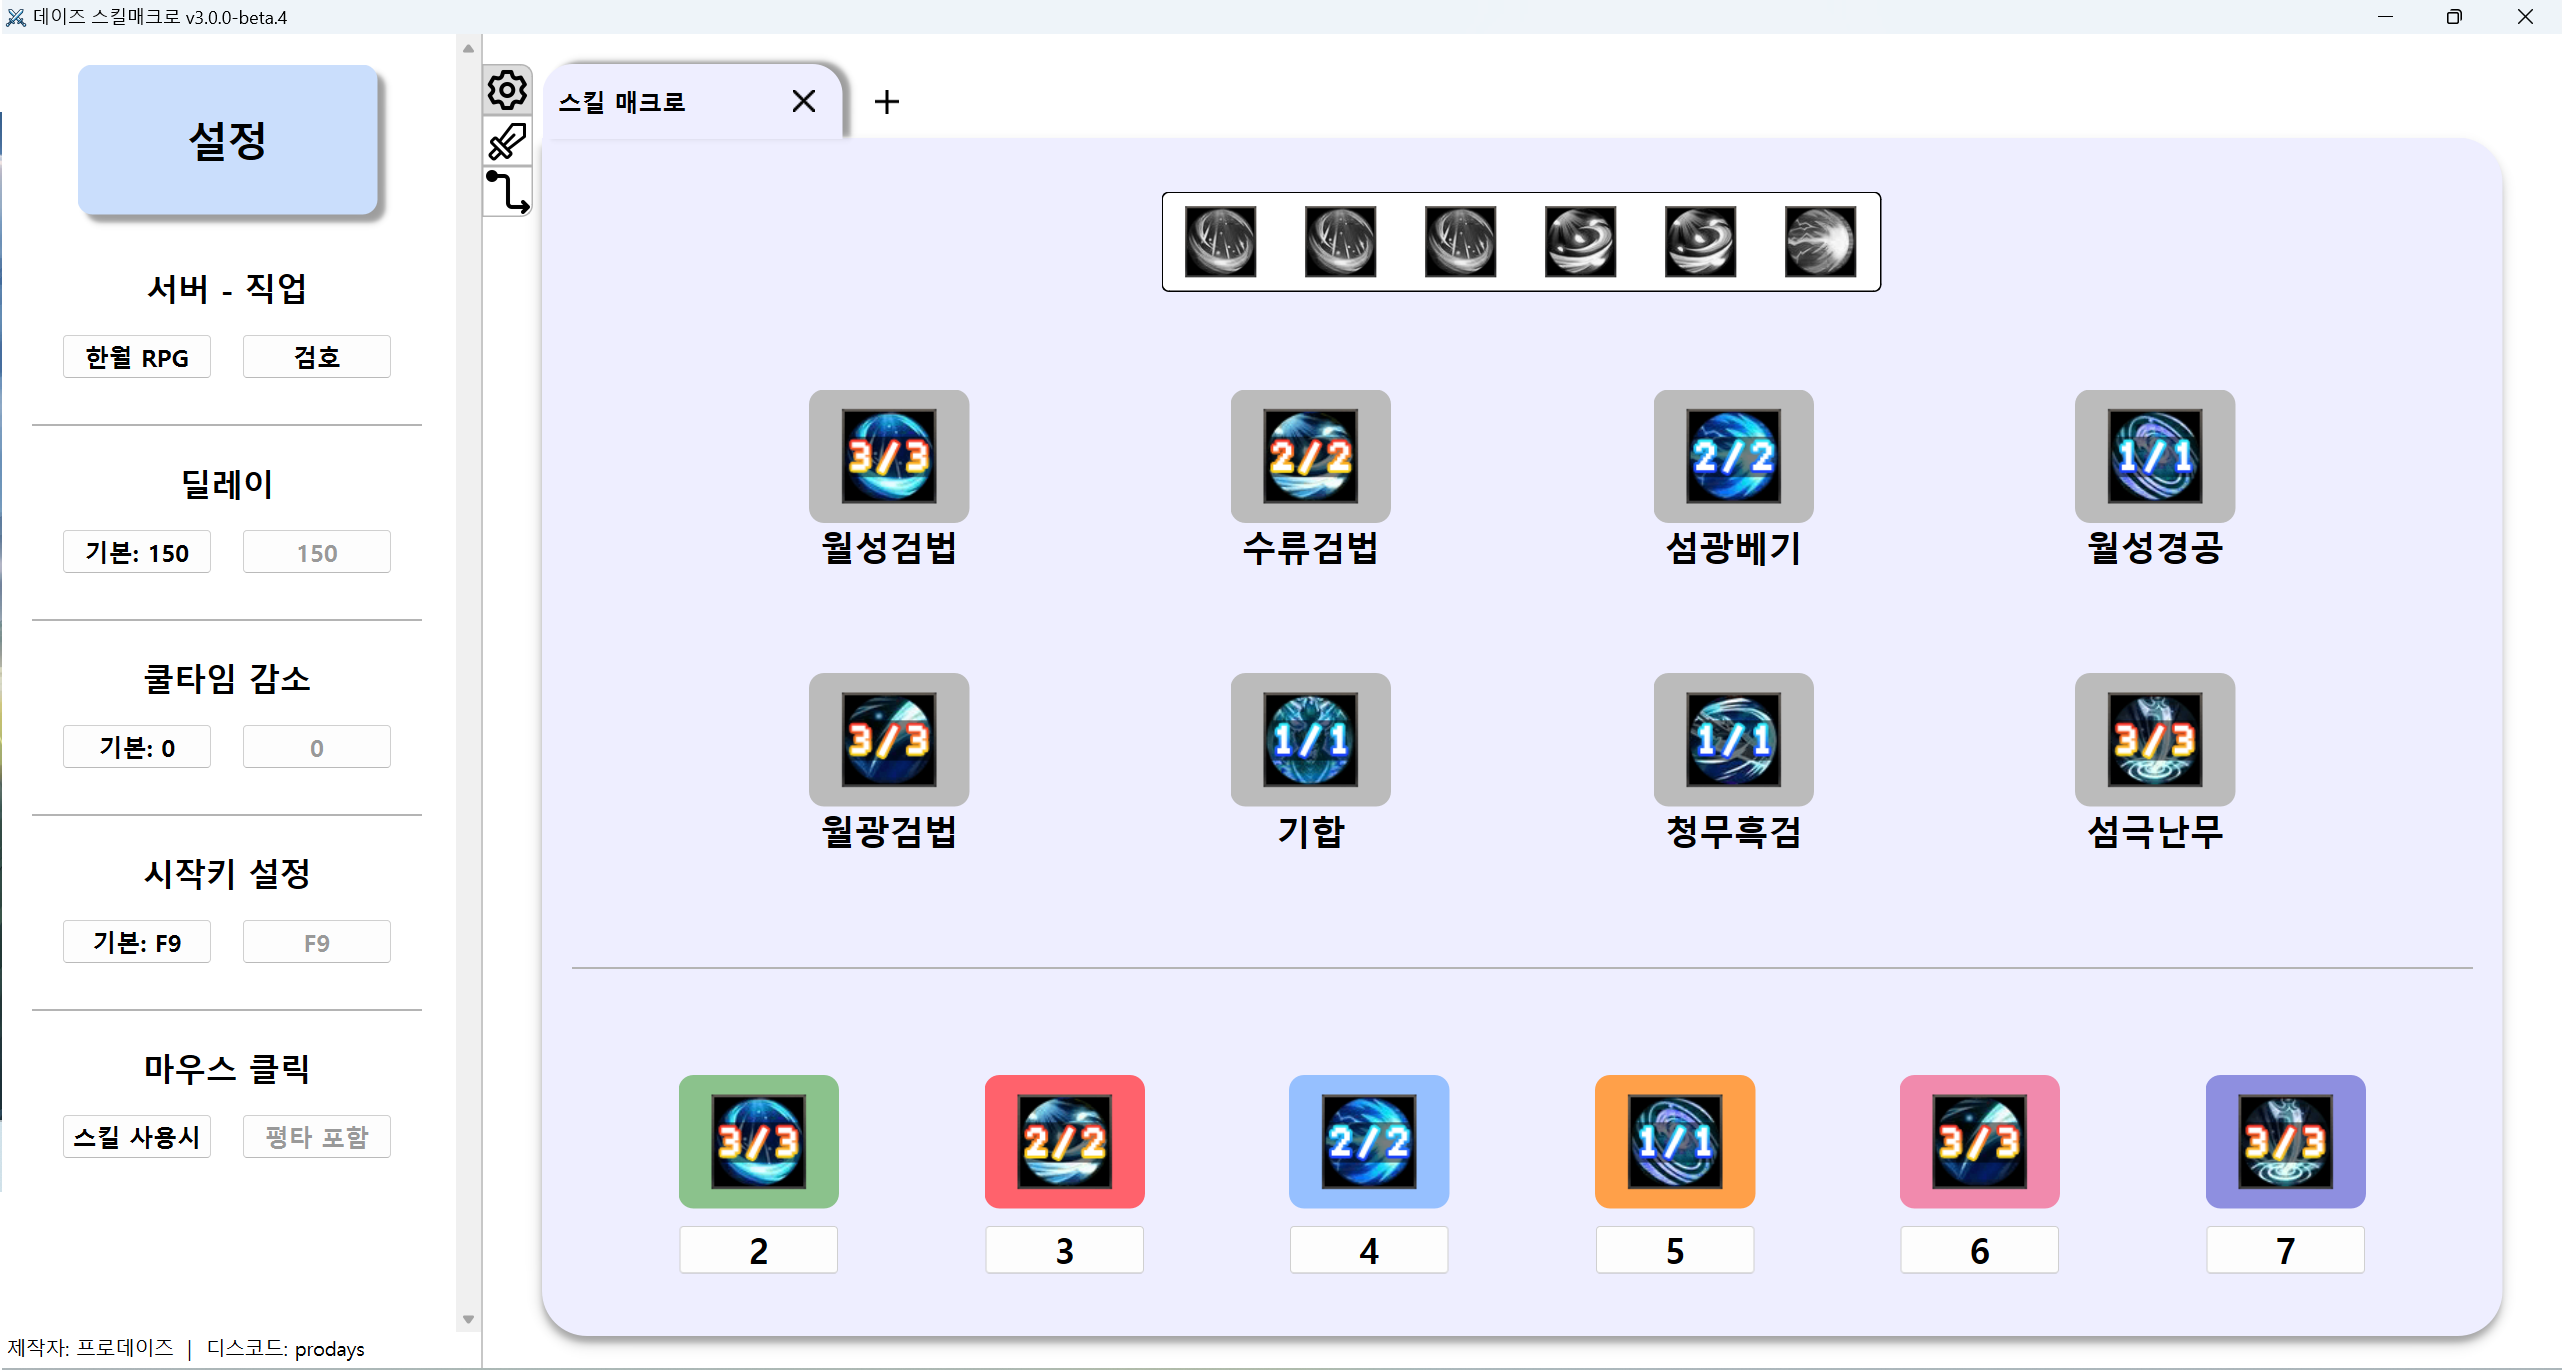 데이즈 스킬매크로 v3.0.0-beta.4
설정
서버 - 직업
한월 RPG
검호
딜레이
기본: 150
150
쿨타임 감소
기본: 0
0
시작키 설정
기본: F9
F9
마우스 클릭
스킬 사용시
평타 포함
제작자: 프로데이즈 | 디스코드: prodays
스킬 매크로
3/3
2/2
2/2
1/1
월성검법
수류검법
섬광베기
월성경공
3/3
1/1
1/1
3/3
월광검법
기합
청무흑검
섬극난무
3/3
2/2
2/2
1/1
3/3
3/3
2
3
4
5
6
7